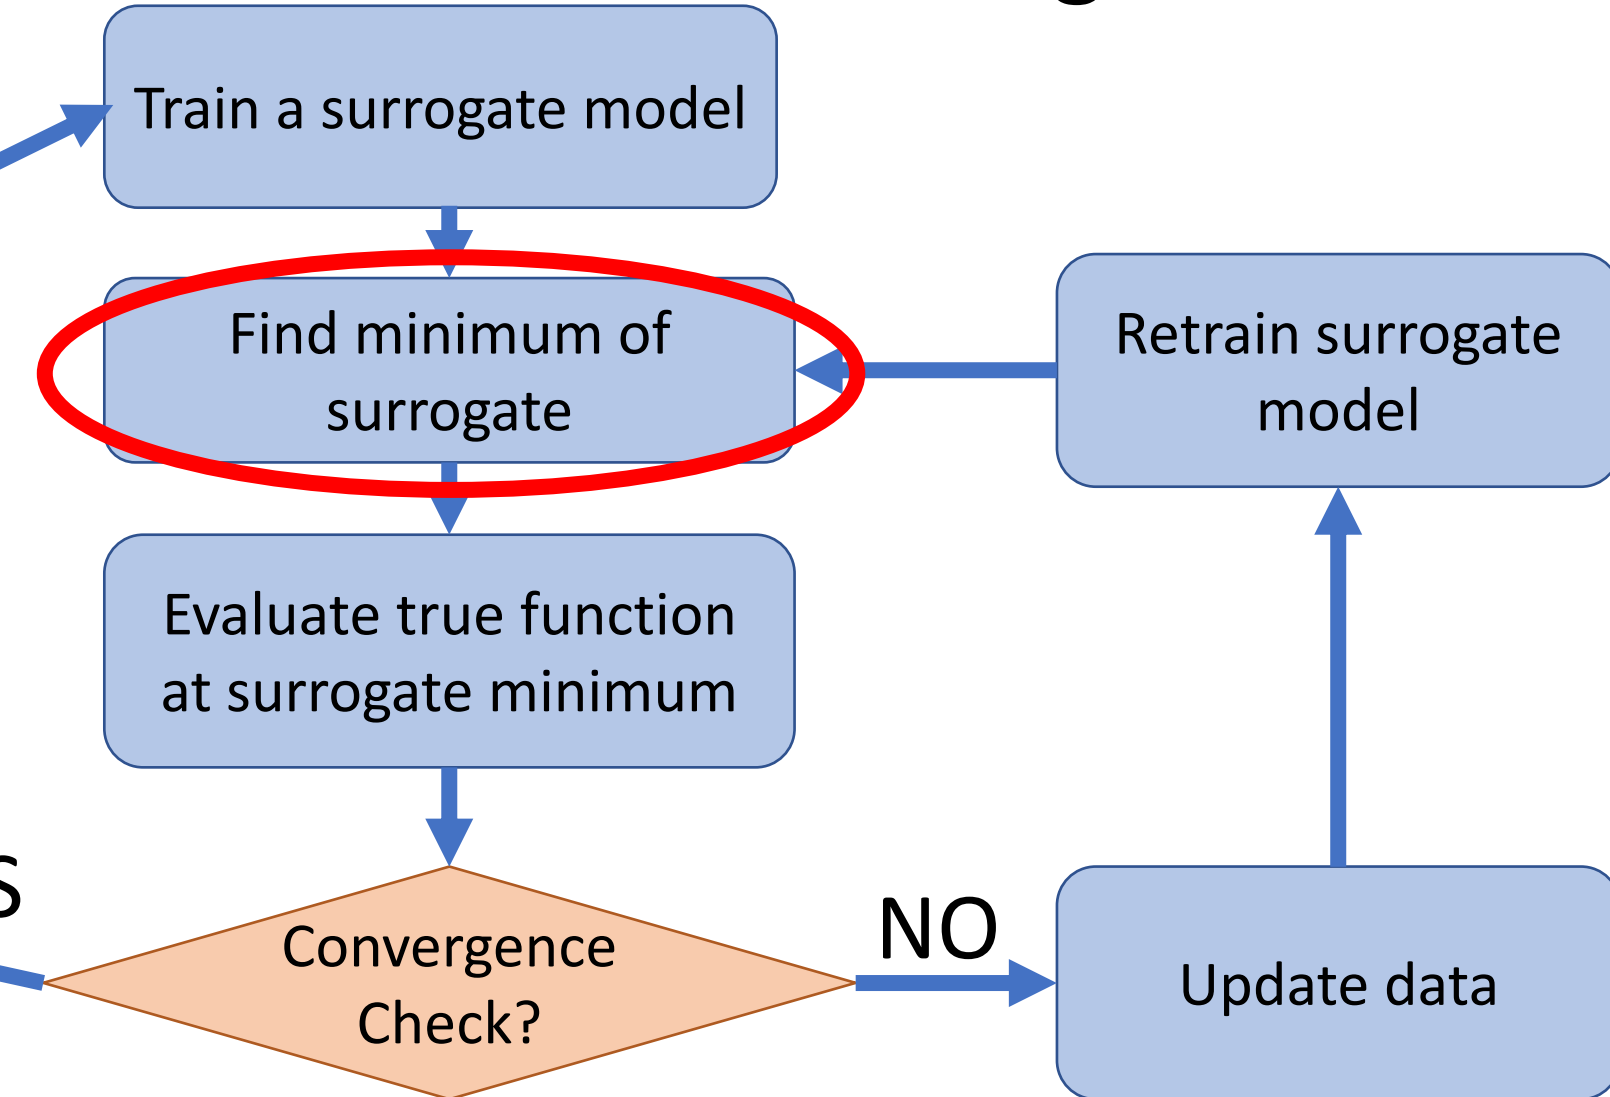 Train a surrogate model
Find minimum of
surrogate
Retrain surrogate
model
Evaluate true function
at surrogate minimum
NO
Convergence
Check?
Update data